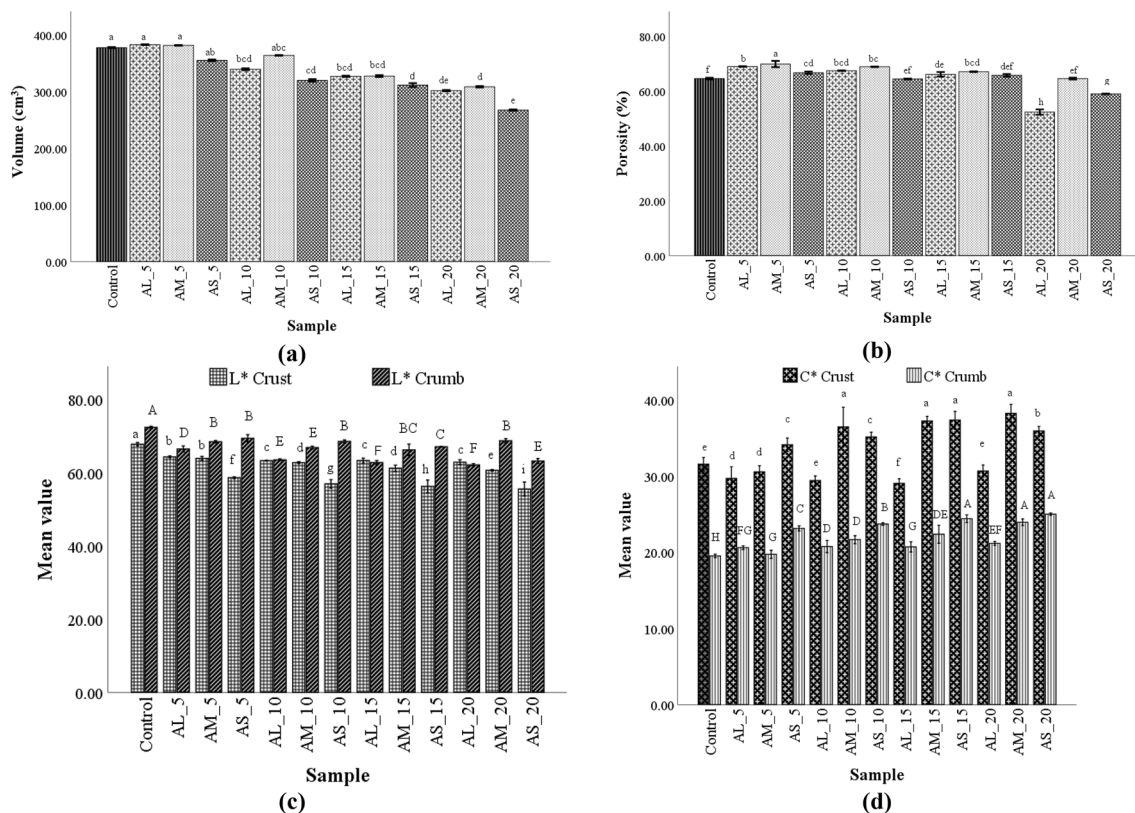 (a)
Volume (cm³)
400.00
300.00
200.00
100.00
0.00
a a a ab bcd abc cd bcd bcd d de d e
Control AL_5 AM_5 AS_5 AL_10 AM_10 AS_10 AL_15 AM_15 AS_15 AL_20 AM_20 AS_20
Sample
(b)
Porosity (%)
80.00
60.00
40.00
20.00
0.00
f b a cd bcd bc ef de bcd def h ef g
Control AL_5 AM_5 AS_5 AL_10 AM_10 AS_10 AL_15 AM_15 AS_15 AL_20 AM_20 AS_20
Sample
(c)
L* Crust L* Crumb
Mean value
80.00
60.00
40.00
20.00
0.00
a A b D b B f B c E d E g B c F d BC h C c F e B i E
Control AL_5 AM_5 AS_5 AL_10 AM_10 AS_10 AL_15 AM_15 AS_15 AL_20 AM_20 AS_20
Sample
(d)
C* Crust C* Crumb
Mean value
40.00
30.00
20.00
10.00
0.00
e H d FG d G c C e D a D c B f G a DE a A e EF a A b A
Control AL_5 AM_5 AS_5 AL_10 AM_10 AS_10 AL_15 AM_15 AS_15 AL_20 AM_20 AS_20
Sample